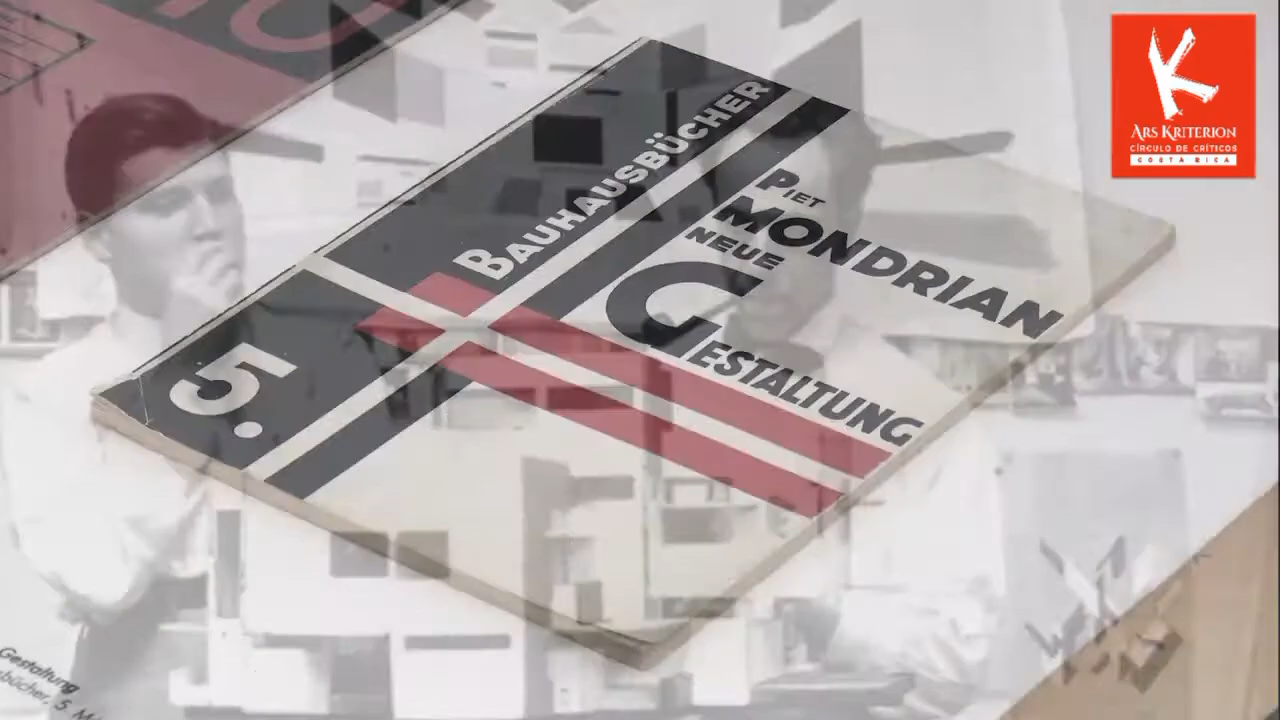 BAUHAUSBÜCHER
5.
PIET
MONDRIAN
NEUE
GESTALTUNG
ARS KRITERION
CÍRCULO DE CRÍTICOS
COSTA RICA
Gestaltung